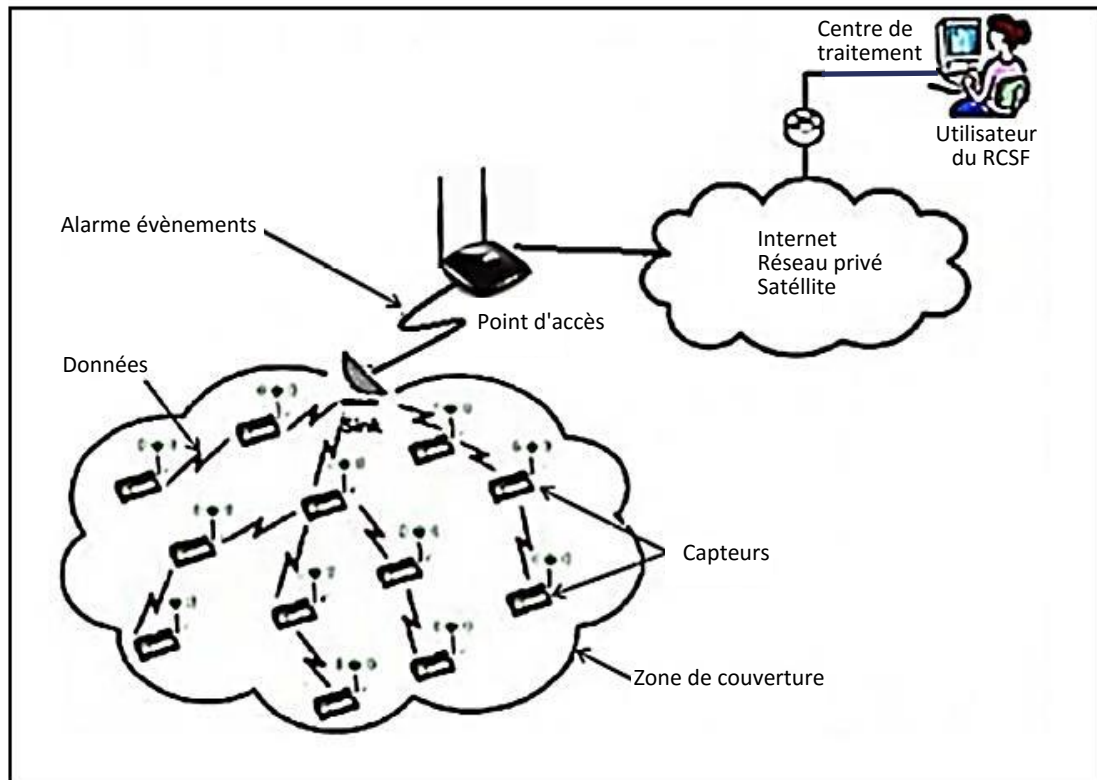 Centre de
traitement
Utilisateur
du RCSF
Alarme évènements
Internet
Réseau privé
Satéllite
Point d'accès
Données
Sink
Capteurs
Zone de couverture